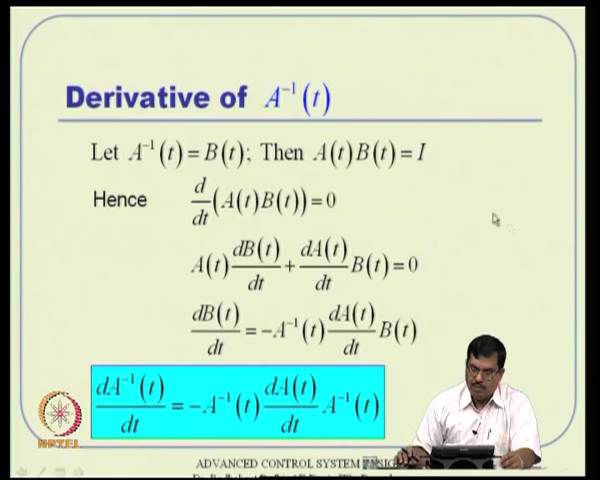 Derivative of A⁻¹(t)
Let A⁻¹(t) = B(t); Then A(t)B(t) = I
Hence d/dt (A(t)B(t)) = 0
A(t) dB(t)/dt + dA(t)/dt B(t) = 0
dB(t)/dt = -A⁻¹(t) dA(t)/dt B(t)
dA⁻¹(t)/dt = -A⁻¹(t) dA(t)/dt A⁻¹(t)
NPTEL
ADVANCED CONTROL SYSTEM